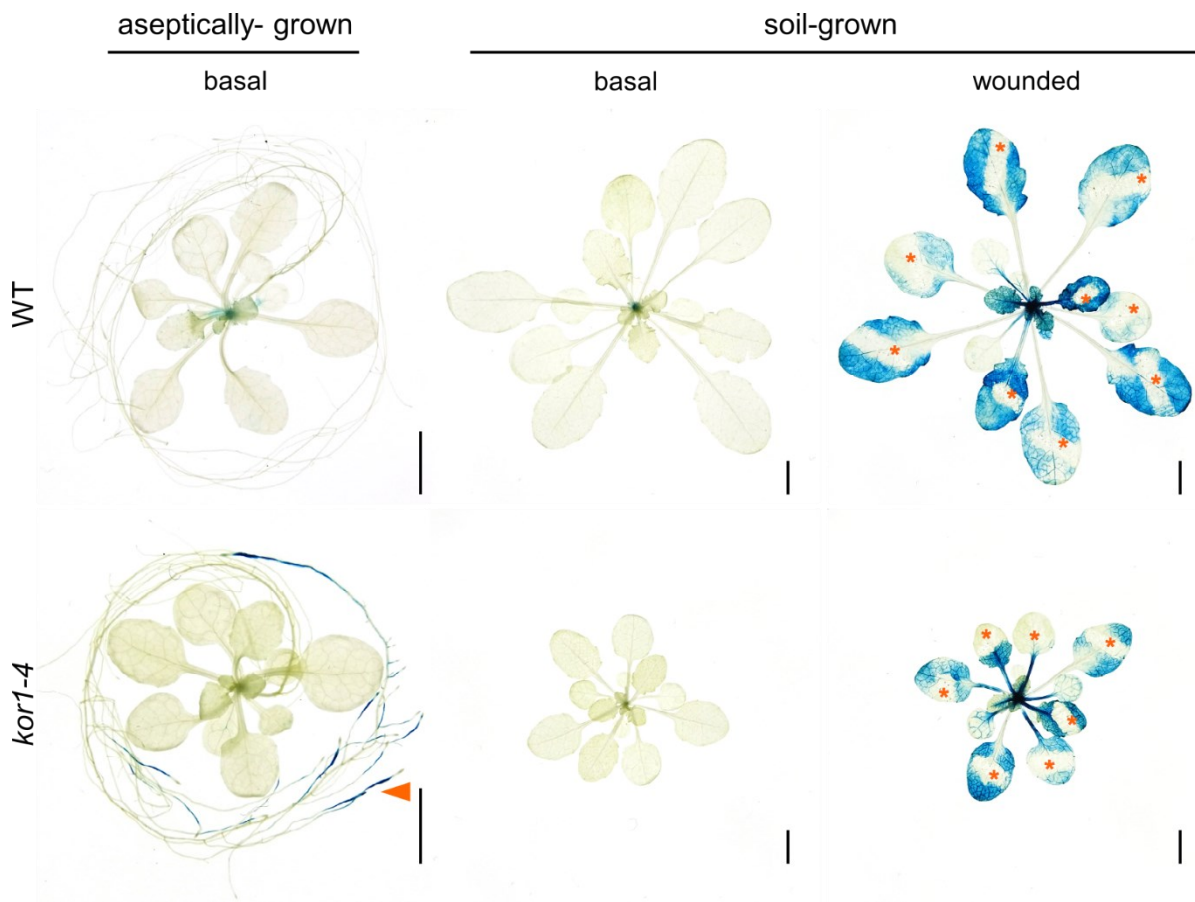 aseptically- grown
soil-grown
basal
basal
wounded
WT
kor1-4